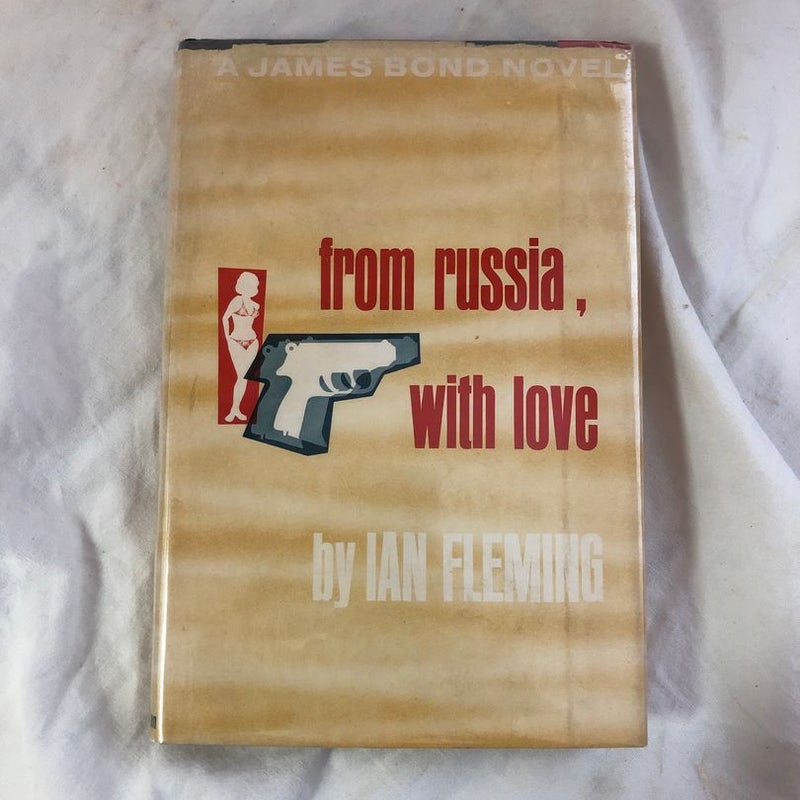 A JAMES BOND NOVEL
from russia,
with love
by IAN FLEMING